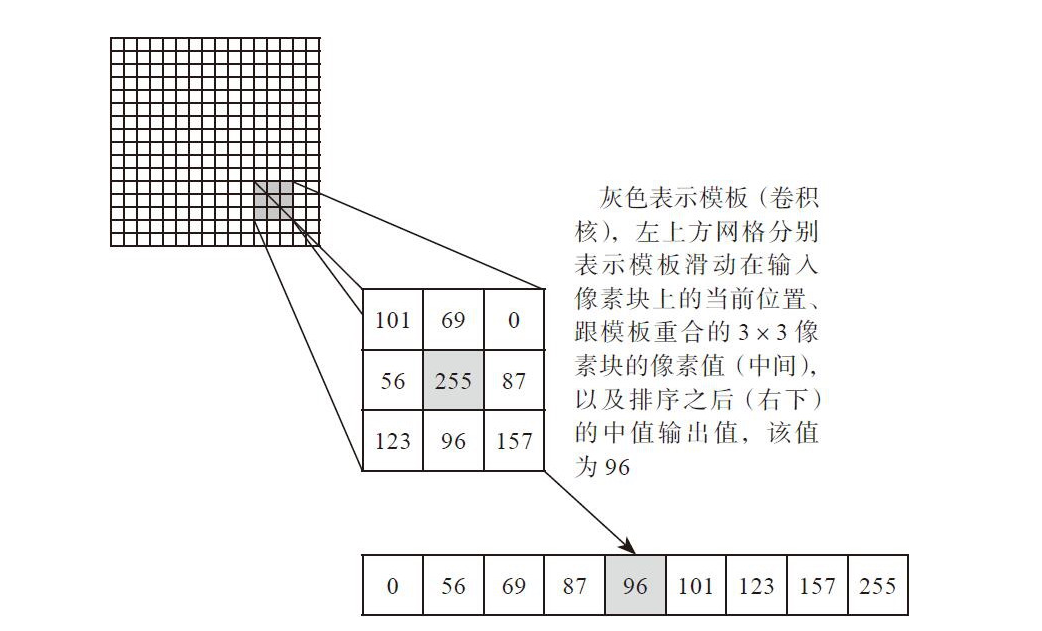 灰色表示模板（卷积
核），左上方网格分别
表示模板滑动在输入
像素块上的当前位置、
跟模板重合的 3 × 3 像
素块的像素值（中间），
以及排序之后（右下）
的中值输出值，该值
为 96
101 69 0
56 255 87
123 96 157
0 56 69 87 96 101 123 157 255